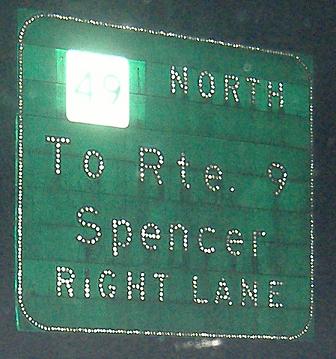 49 NORTH
To Rte. 9
Spencer
RIGHT LANE